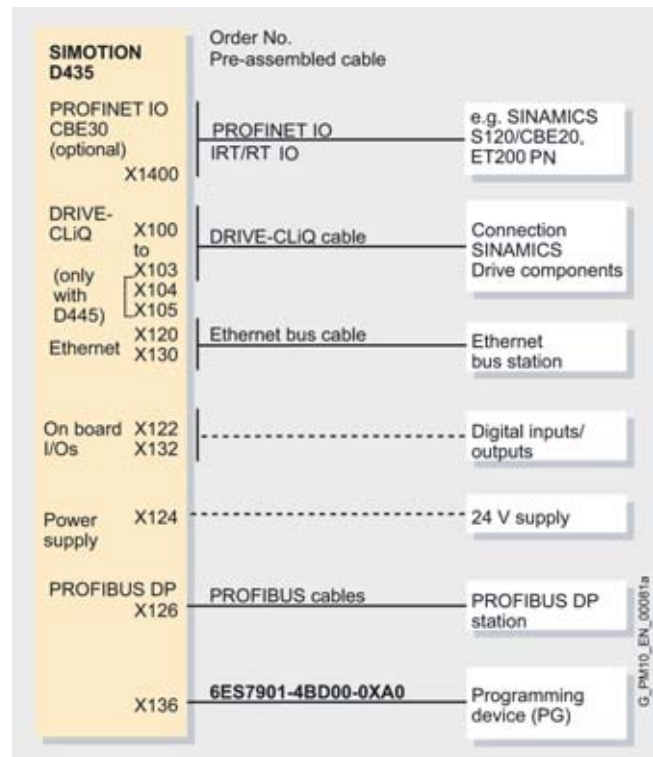 SIMOTION
D435
Order No.
Pre-assembled cable
PROFINET IO
CBE30
(optional)
X1400
PROFINET IO
IRT/RT IO
e.g. SINAMICS
S120/CBE20,
ET200 PN
DRIVE-
CLiQ
X100
to
X103
(only
with
D445)
X104
X105
DRIVE-CLiQ cable
Connection
SINAMICS
Drive components
Ethernet
X120
X130
Ethernet bus cable
Ethernet
bus station
On board
I/Os
X122
X132
Digital inputs/
outputs
Power
supply
X124
24 V supply
PROFIBUS DP
X126
PROFIBUS cables
PROFIBUS DP
station
X136
6ES7901-4BD00-0XA0
Programming
device (PG)
G_PM10_EN_00081a